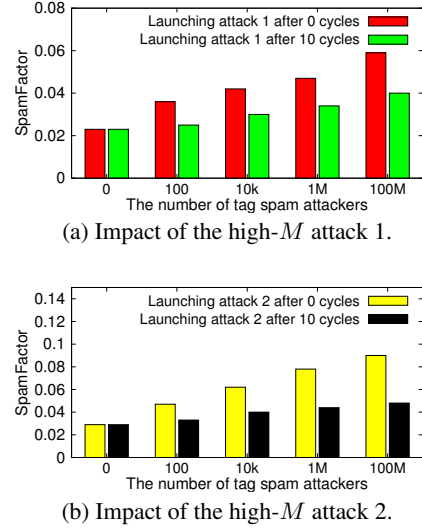 0.08
0.06
0.04
0.02
0
SpamFactor
Launching attack 1 after 0 cycles
Launching attack 1 after 10 cycles
0 100 10k 1M 100M
The number of tag spam attackers
(a) Impact of the high-M attack 1.
0.14
0.12
0.1
0.08
0.06
0.04
0.02
0
SpamFactor
Launching attack 2 after 0 cycles
Launching attack 2 after 10 cycles
0 100 10k 1M 100M
The number of tag spam attackers
(b) Impact of the high-M attack 2.